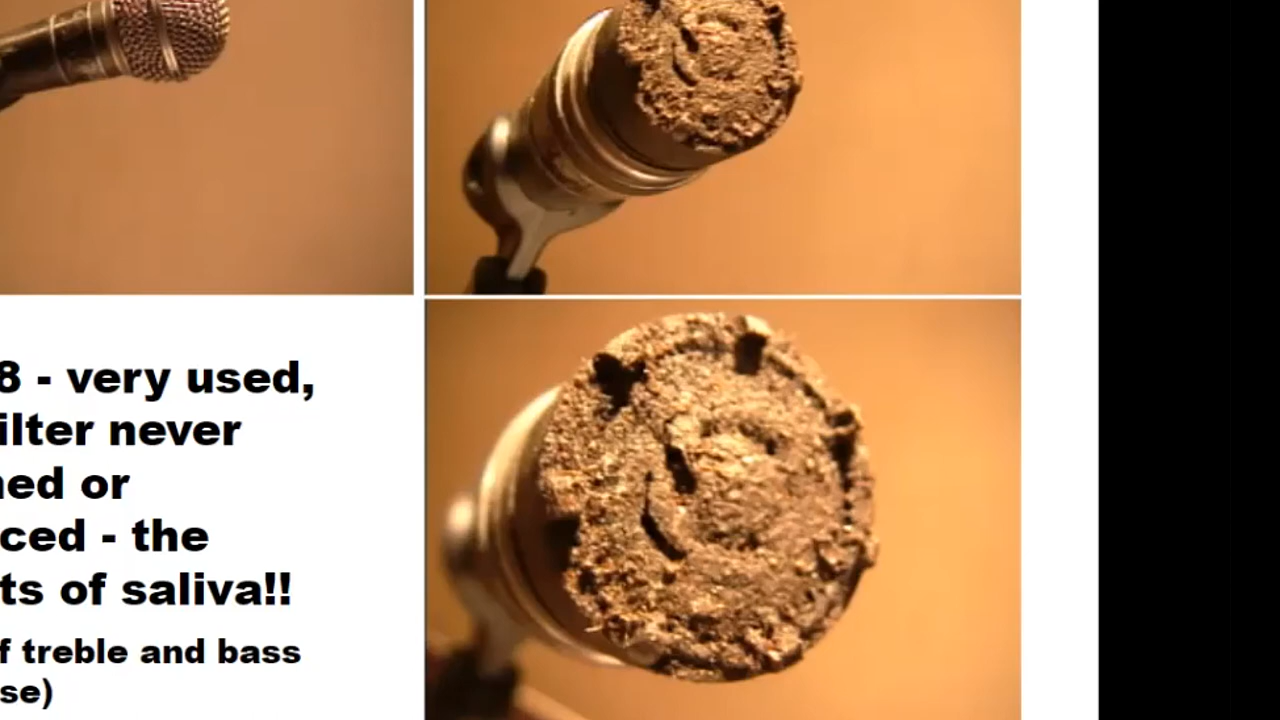 8 - very used,
ilter never
ned or
ced - the
ts of saliva!!
f treble and bass
se)